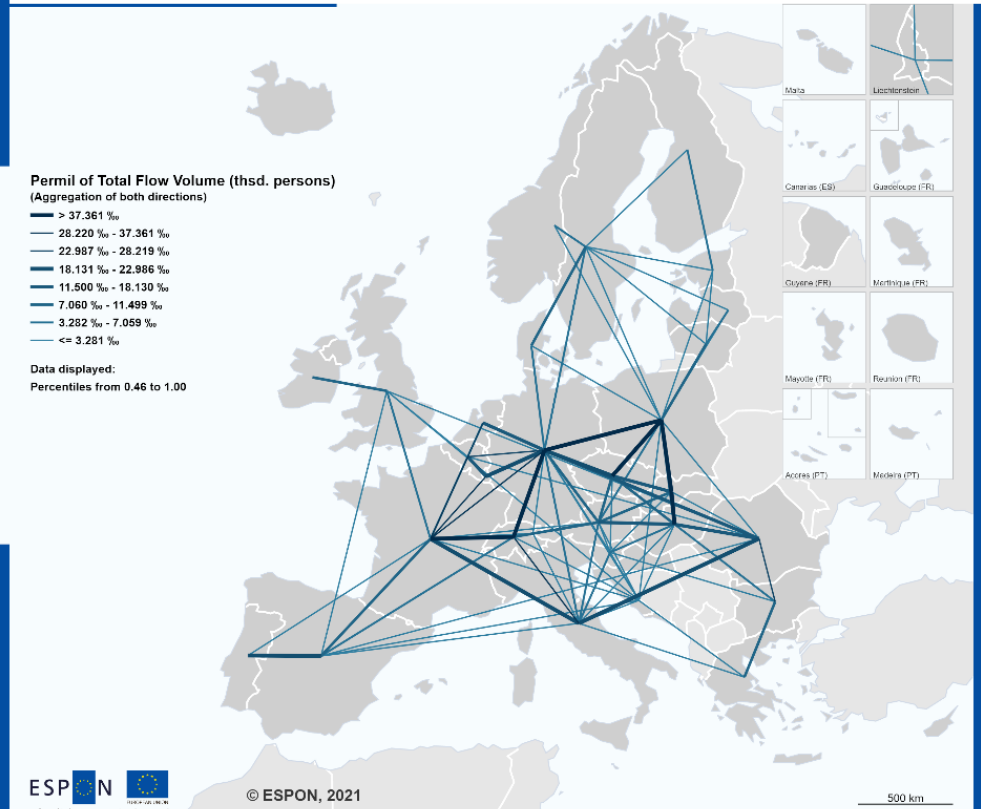 Malta
Liechtenstein
Canarias (ES)
Guadeloupe (FR)
Guyane (FR)
Martinique (FR)
Mayotte (FR)
Reunion (FR)
Acores (PT)
Madeira (PT)
Permil of Total Flow Volume (thsd. persons)
(Aggregation of both directions)
> 37.361 ‰
28.220 ‰ - 37.361 ‰
22.987 ‰ - 28.219 ‰
18.131 ‰ - 22.986 ‰
11.500 ‰ - 18.130 ‰
7.060 ‰ - 11.499 ‰
3.282 ‰ - 7.059 ‰
<= 3.281 ‰
Data displayed:
Percentiles from 0.46 to 1.00
ESPON
EUROPEAN UNION
© ESPON, 2021
500 km